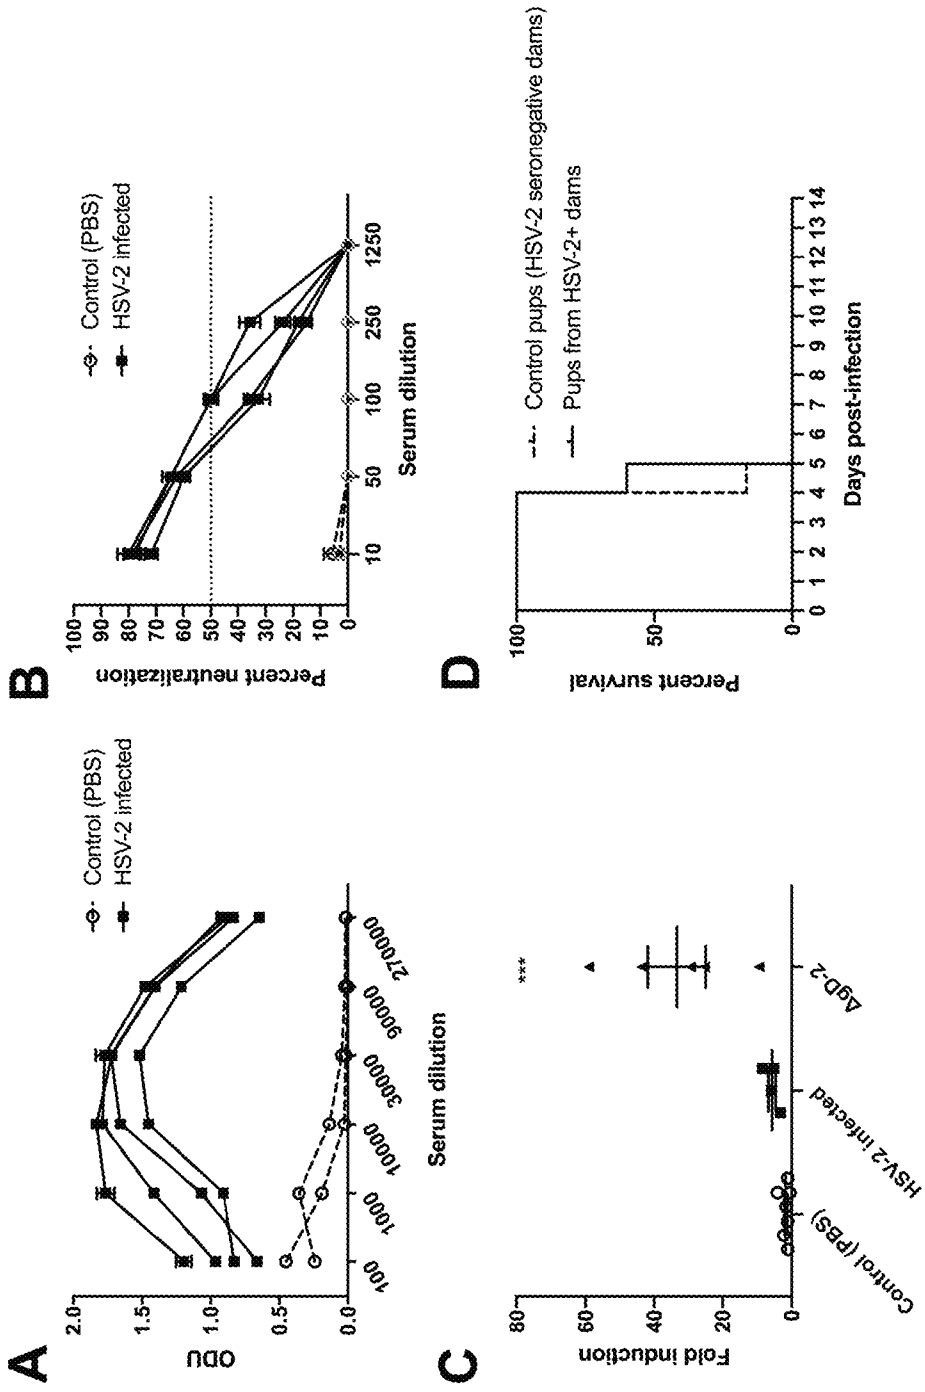 A
ODU
2.0
1.5
1.0
0.5
0.0
100
1000
10000
30000
90000
270000
Serum dilution
Control (PBS)
HSV-2 infected
B
Percent neutralization
100
90
80
70
60
50
40
30
20
10
0
10
50
100
250
1250
Serum dilution
Control (PBS)
HSV-2 infected
C
Fold induction
80
60
40
20
0
Control (PBS)
HSV-2 infected
ΔgD-2
***
D
Percent survival
100
50
0
0 1 2 3 4 5 6 7 8 9 10 11 12 13 14
Days post-infection
Control pups (HSV-2 seronegative dams)
Pups from HSV-2+ dams